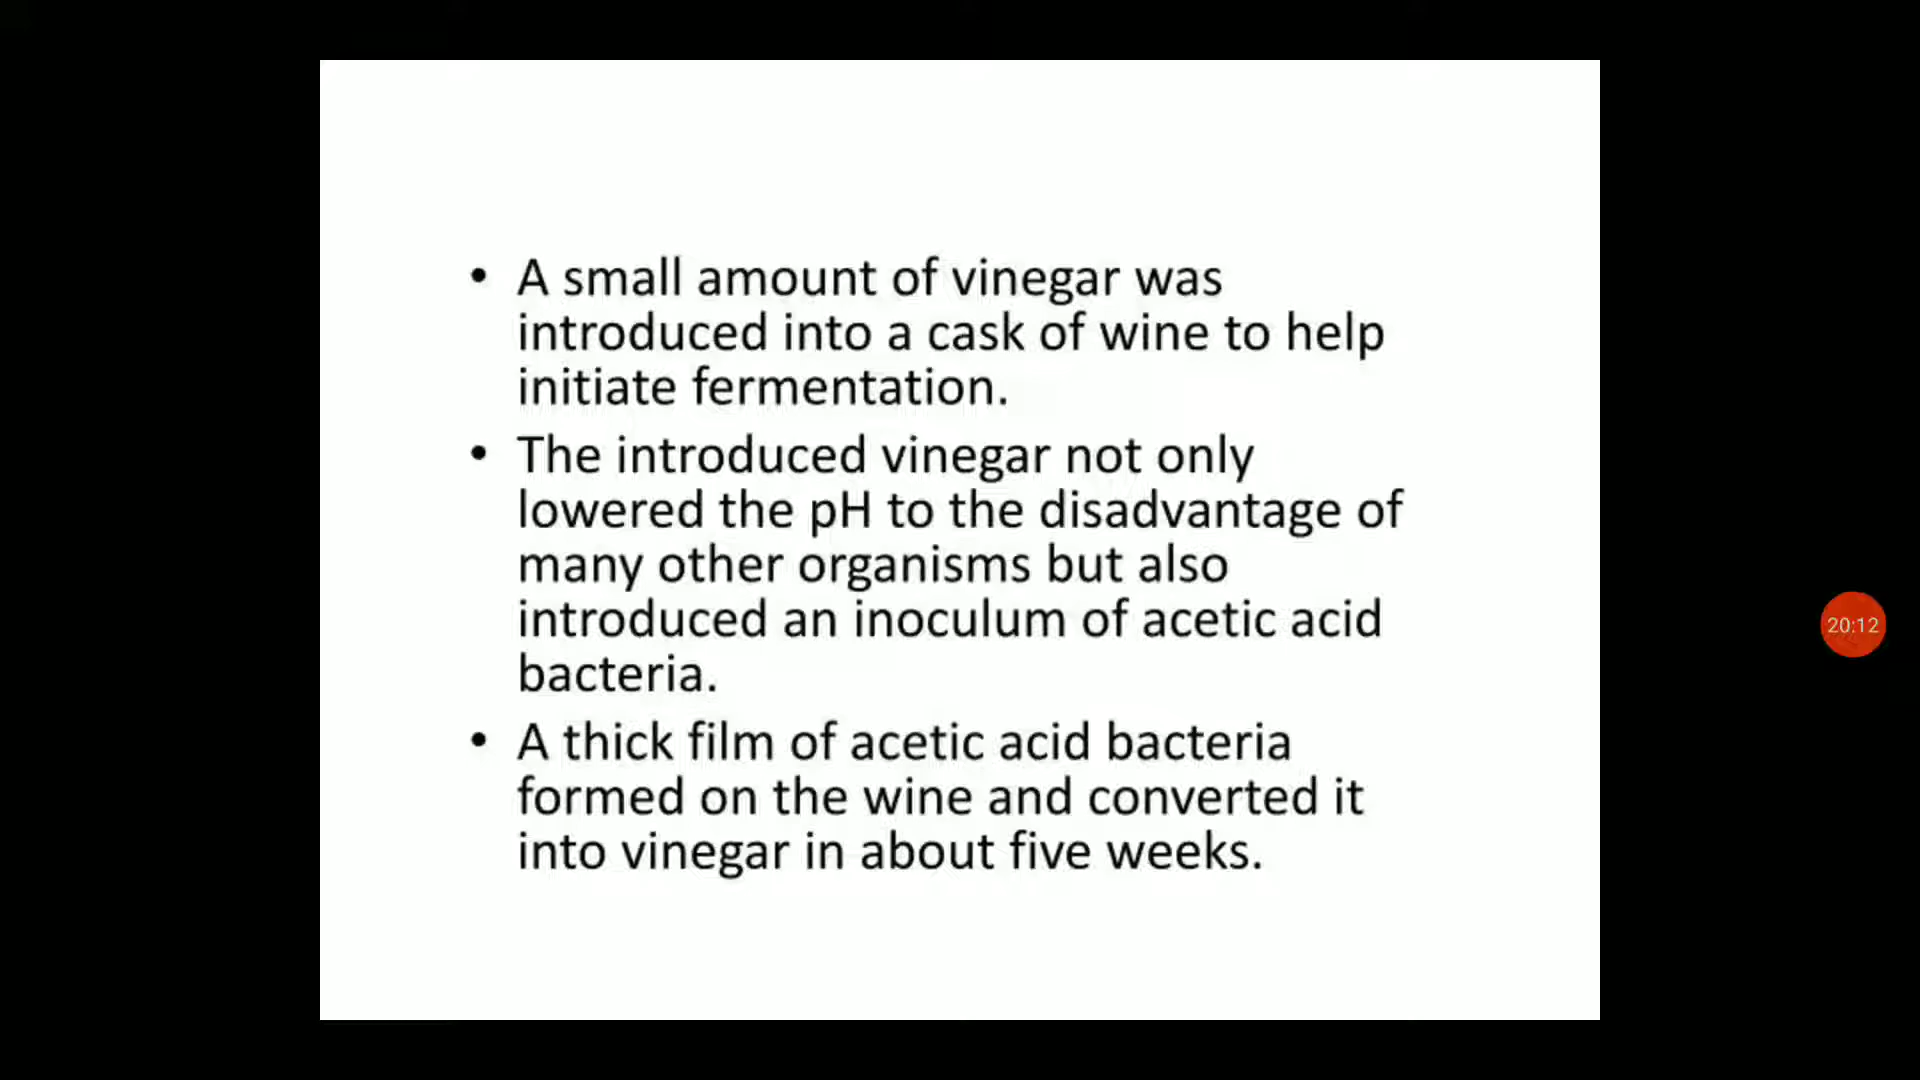 • A small amount of vinegar was
introduced into a cask of wine to help
initiate fermentation.
• The introduced vinegar not only
lowered the pH to the disadvantage of
many other organisms but also
introduced an inoculum of acetic acid
bacteria.
• A thick film of acetic acid bacteria
formed on the wine and converted it
into vinegar in about five weeks.
20:12